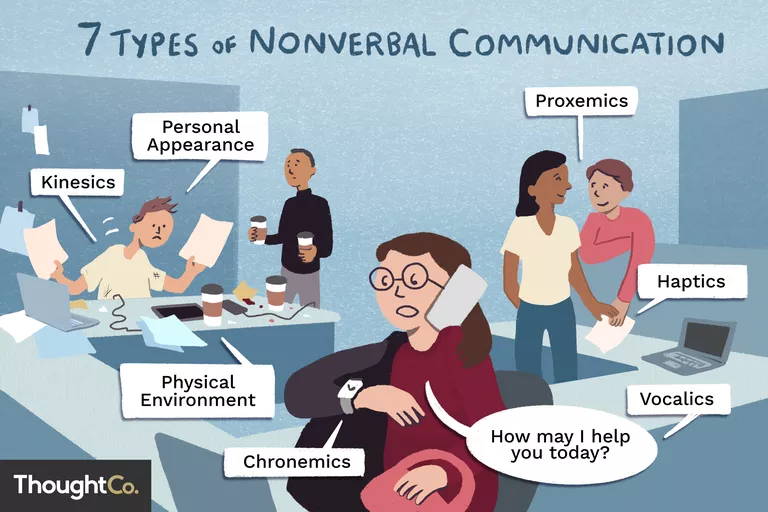 7 TYPES OF NONVERBAL COMMUNICATION
Proxemics
Personal
Appearance
Kinesics
Haptics
Physical
Environment
Vocalics
How may I help
you today?
Chronemics
ThoughtCo.